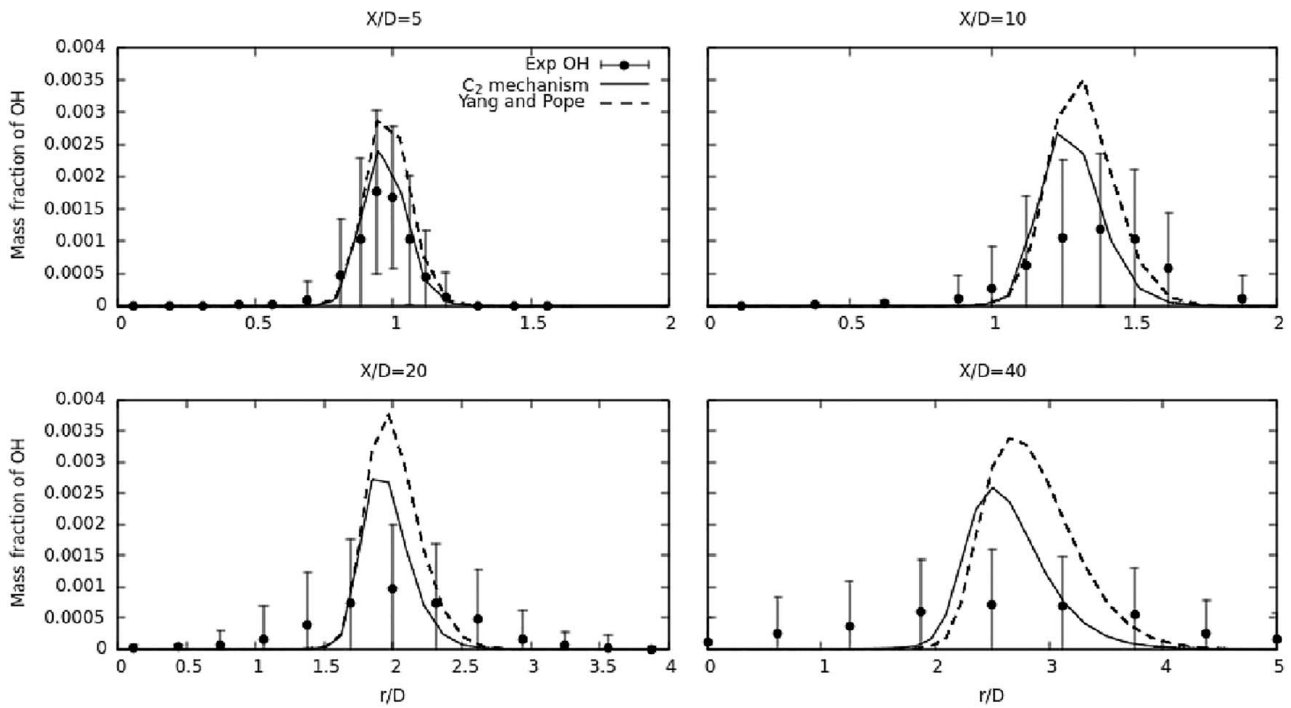 X/D=5
X/D=10
Mass fraction of OH
0.004
0.0035
0.003
0.0025
0.002
0.0015
0.001
0.0005
0
Exp OH
C₂ mechanism
Yang and Pope
0 0.5 1 1.5 2
0 0.5 1 1.5 2
X/D=20
X/D=40
Mass fraction of OH
0.004
0.0035
0.003
0.0025
0.002
0.0015
0.001
0.0005
0
0 0.5 1 1.5 2 2.5 3 3.5 4
0 1 2 3 4 5
r/D
r/D